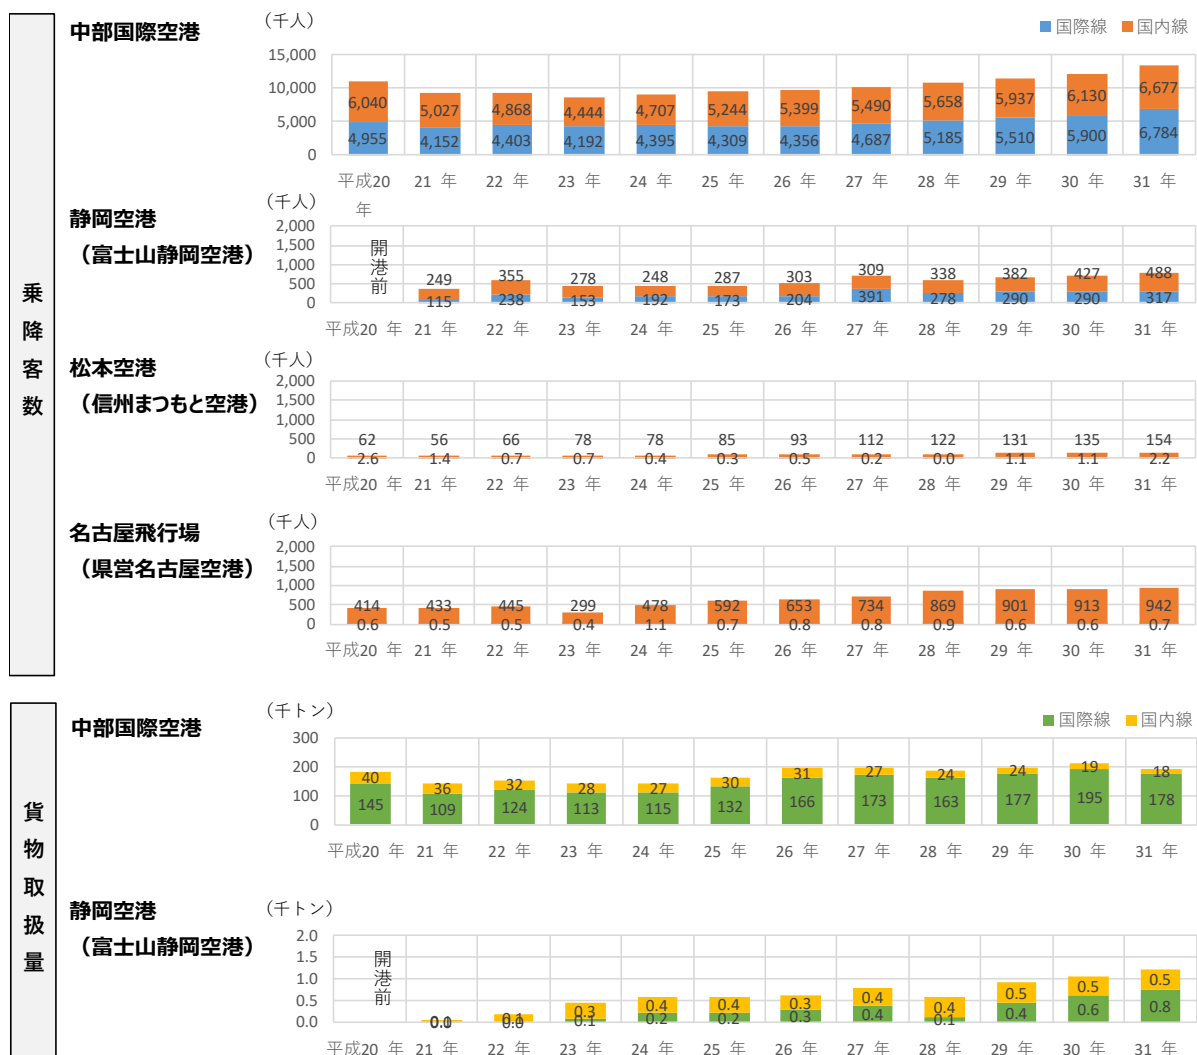 乗降客数
中部国際空港
（千人）
国際線 国内線
15,000
10,000
5,000
0
6,040 5,027 4,868 4,444 4,707 5,244 5,399 5,490 5,658 5,937 6,130 6,677
4,955 4,152 4,403 4,192 4,395 4,309 4,356 4,687 5,185 5,510 5,900 6,784
平成20年 21 年 22 年 23 年 24 年 25 年 26 年 27 年 28 年 29 年 30 年 31 年
静岡空港
（富士山静岡空港）
（千人）
2,000
1,500
1,000
500
0
開港前
249 355 278 248 287 303 309 338 382 427 488
115 238 153 192 173 204 391 278 290 290 317
平成20 年 21 年 22 年 23 年 24 年 25 年 26 年 27 年 28 年 29 年 30 年 31 年
松本空港
（信州まつもと空港）
（千人）
2,000
1,500
1,000
500
0
62 56 66 78 78 85 93 112 122 131 135 154
2.6 1.4 0.7 0.7 0.4 0.3 0.5 0.2 0.0 1.1 1.1 2.2
平成20 年 21 年 22 年 23 年 24 年 25 年 26 年 27 年 28 年 29 年 30 年 31 年
名古屋飛行場
（県営名古屋空港）
（千人）
2,000
1,500
1,000
500
0
414 433 445 299 478 592 653 734 869 901 913 942
0.6 0.5 0.5 0.4 1.1 0.7 0.8 0.8 0.9 0.6 0.6 0.7
平成20 年 21 年 22 年 23 年 24 年 25 年 26 年 27 年 28 年 29 年 30 年 31 年
貨物取扱量
中部国際空港
（千トン）
国際線 国内線
300
200
100
0
40 36 32 28 27 30 31 27 24 24 19 18
145 109 124 113 115 132 166 173 163 177 195 178
平成20 年 21 年 22 年 23 年 24 年 25 年 26 年 27 年 28 年 29 年 30 年 31 年
静岡空港
（富士山静岡空港）
（千トン）
2.0
1.5
1.0
0.5
0.0
開港前
0.1 0.1 0.3 0.4 0.4 0.3 0.4 0.4 0.5 0.5 0.5
0.0 0.0 0.1 0.2 0.2 0.3 0.4 0.1 0.4 0.6 0.8
平成20 年 21 年 22 年 23 年 24 年 25 年 26 年 27 年 28 年 29 年 30 年 31 年